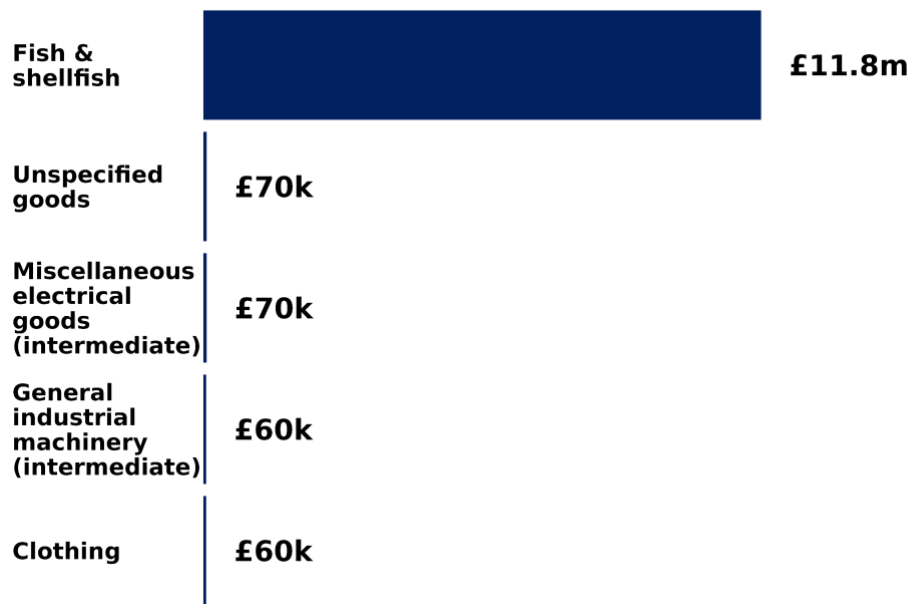 Fish &
shellfish
£11.8m
Unspecified
goods
£70k
Miscellaneous
electrical
goods
(intermediate)
£70k
General
industrial
machinery
(intermediate)
£60k
Clothing
£60k